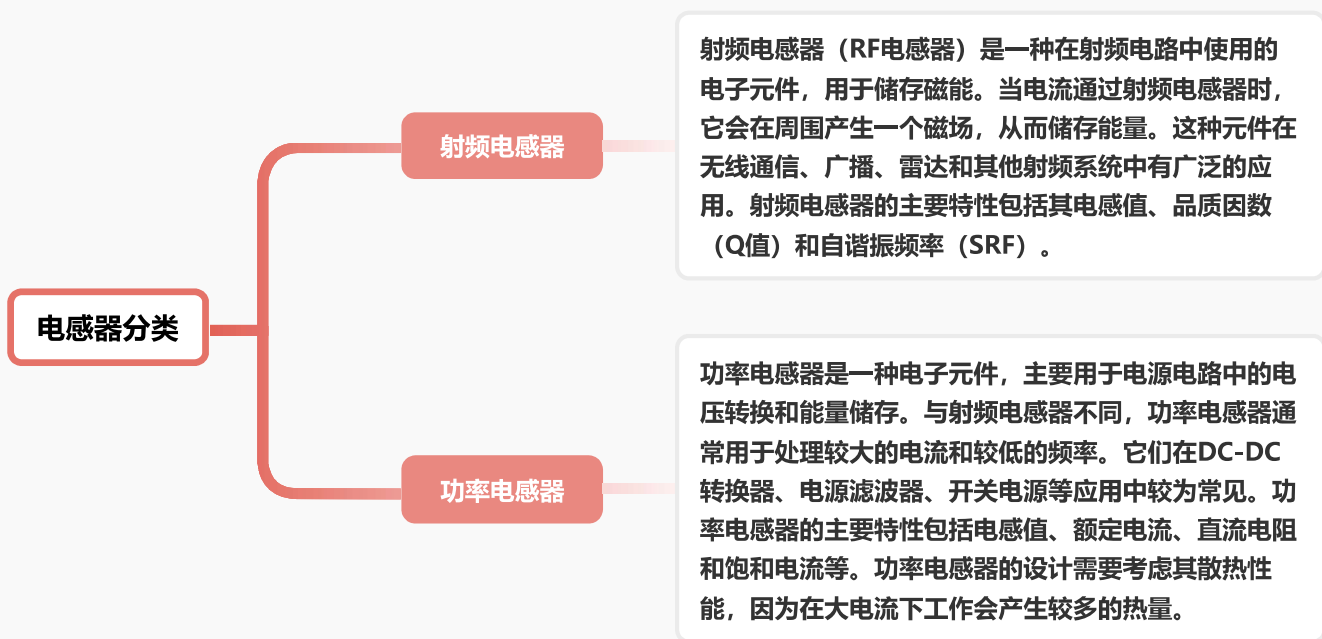 电感器分类
射频电感器
射频电感器（RF电感器）是一种在射频电路中使用的
电子元件，用于储存磁能。当电流通过射频电感器时，
它会在周围产生一个磁场，从而储存能量。这种元件在
无线通信、广播、雷达和其他射频系统中有广泛的应
用。射频电感器的主要特性包括其电感值、品质因数
（Q值）和自谐振频率（SRF）。
功率电感器
功率电感器是一种电子元件，主要用于电源电路中的电
压转换和能量储存。与射频电感器不同，功率电感器通
常用于处理较大的电流和较低的频率。它们在DC-DC
转换器、电源滤波器、开关电源等应用中较为常见。功
率电感器的主要特性包括电感值、额定电流、直流电阻
和饱和电流等。功率电感器的设计需要考虑其散热性
能，因为在大电流下工作会产生较多的热量。